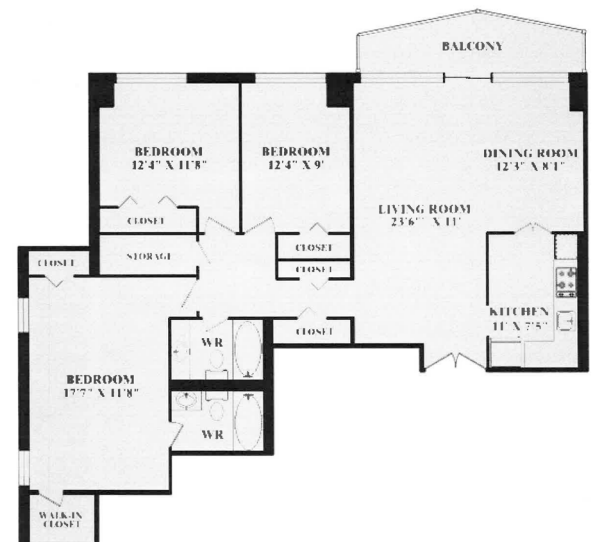 BALCONY
BEDROOM
12'4" X 11'8"
BEDROOM
12'4" X 9'
DINING ROOM
12'3" X 8'1"
LIVING ROOM
23'6" X 11'
CLOSET
CLOSET
STORAGE
CLOSET
CLOSET
CLOSET
KITCHEN
11' X 7'5"
WR
BEDROOM
17'7" X 11'8"
WR
WALK-IN
CLOSET